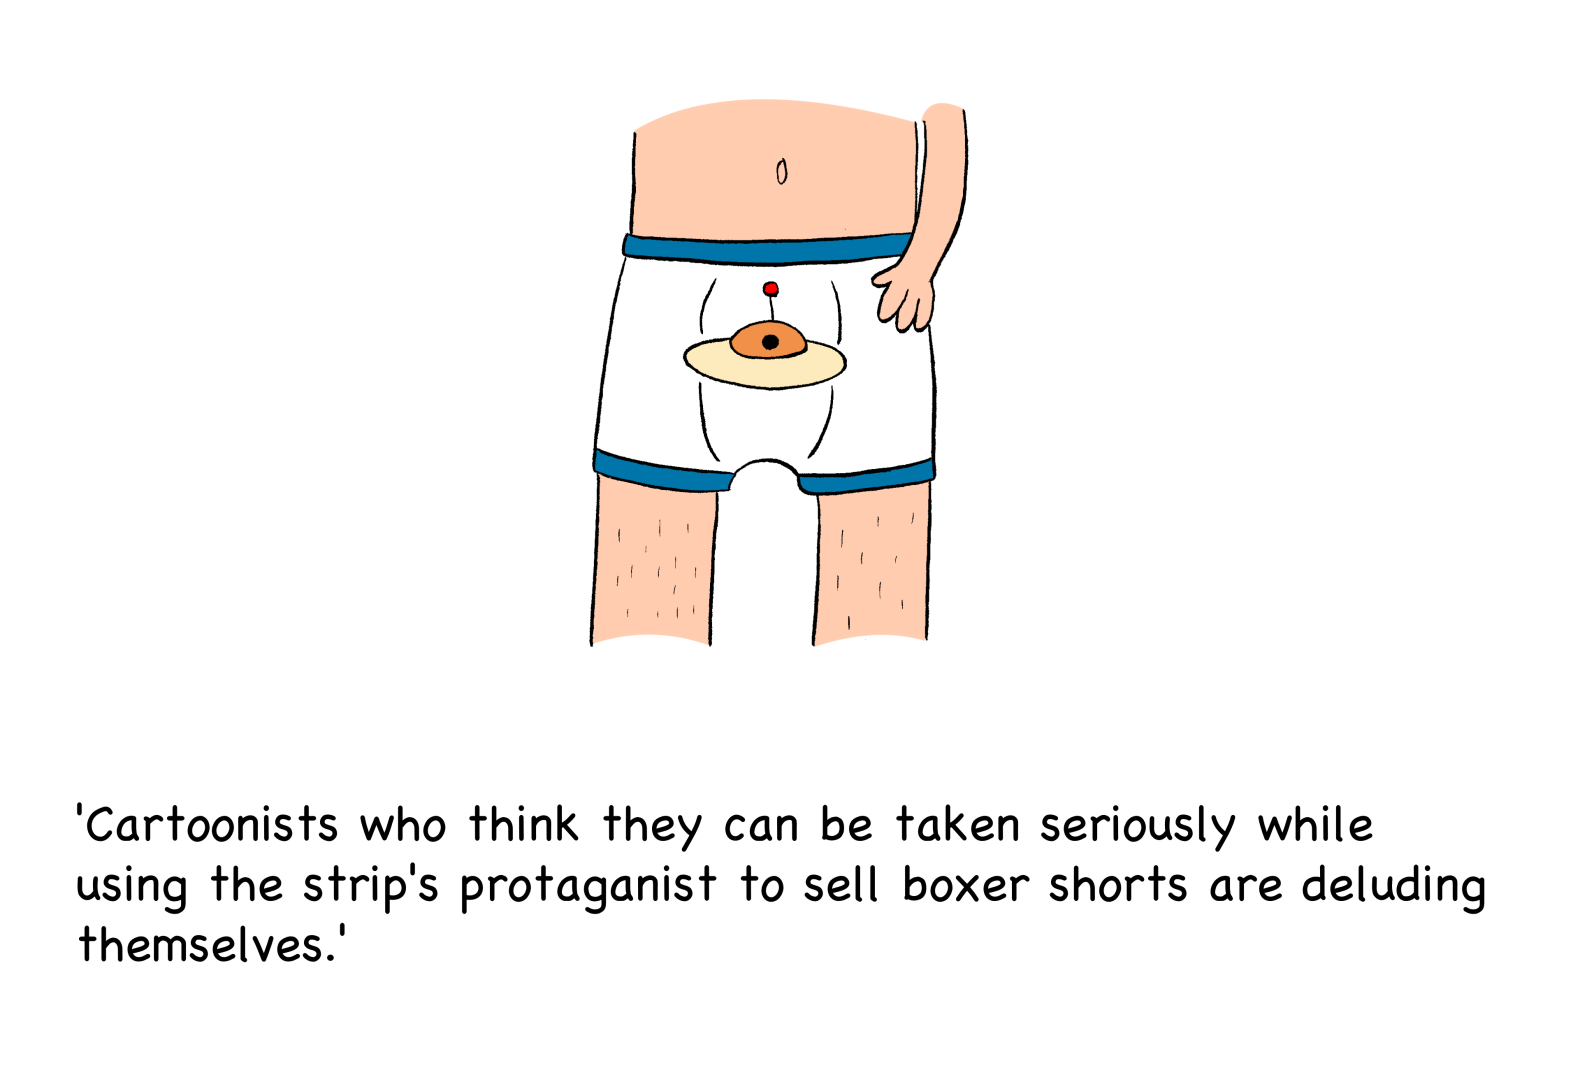 'Cartoonists who think they can be taken seriously while
using the strip's protaganist to sell boxer shorts are deluding
themselves.'